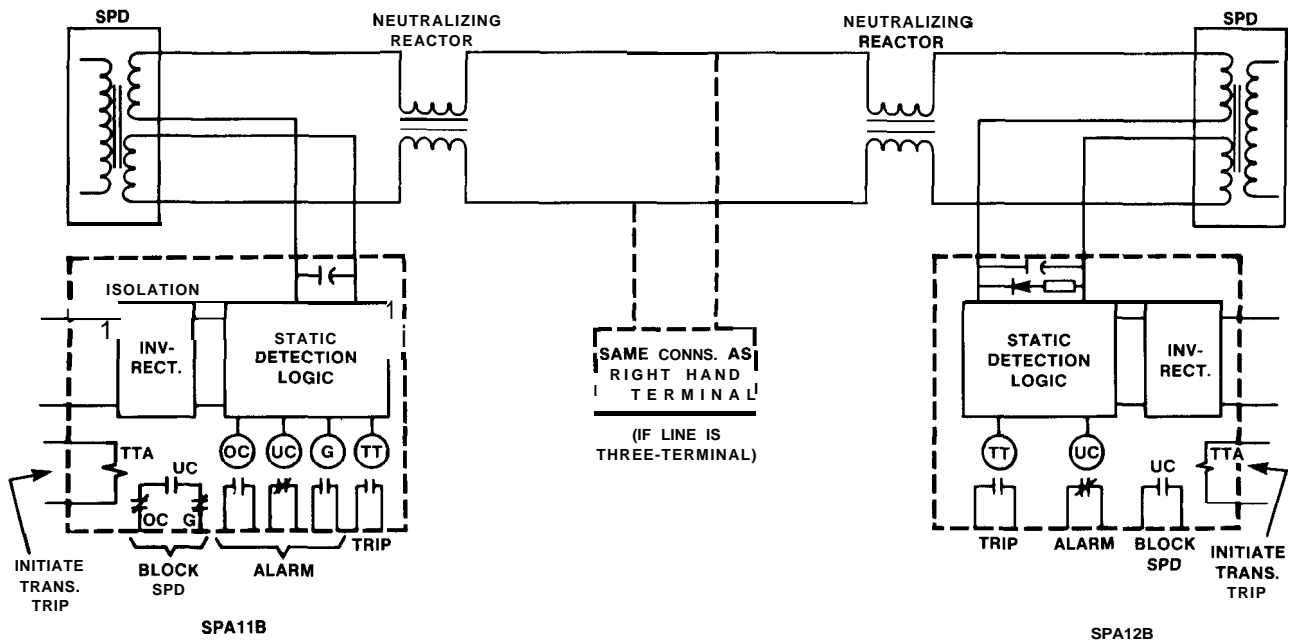 SPD
NEUTRALIZING
REACTOR
NEUTRALIZING
REACTOR
SPD
ISOLATION
1
1
INV-
RECT.
STATIC
DETECTION
LOGIC
OC
UC
G
TT
TTA
UC
OC
G
INITIATE
TRANS.
TRIP
BLOCK
SPD
ALARM
TRIP
SPA11B
SAME CONNS. AS
RIGHT HAND
TERMINAL
(IF LINE IS
THREE-TERMINAL)
STATIC
DETECTION
LOGIC
INV-
RECT.
TT
UC
UC
TTA
TRIP
ALARM
BLOCK
SPD
INITIATE
TRANS.
TRIP
SPA12B